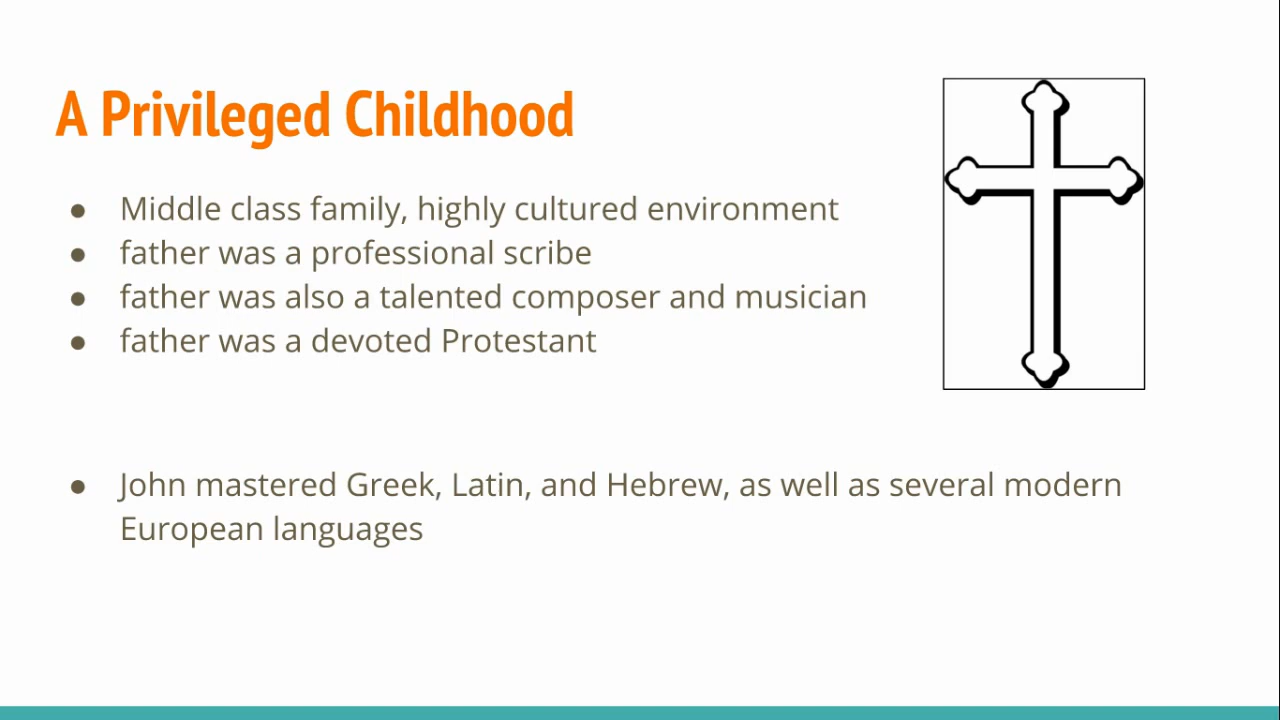 A Privileged Childhood
● Middle class family, highly cultured environment
● father was a professional scribe
● father was also a talented composer and musician
● father was a devoted Protestant
● John mastered Greek, Latin, and Hebrew, as well as several modern
European languages